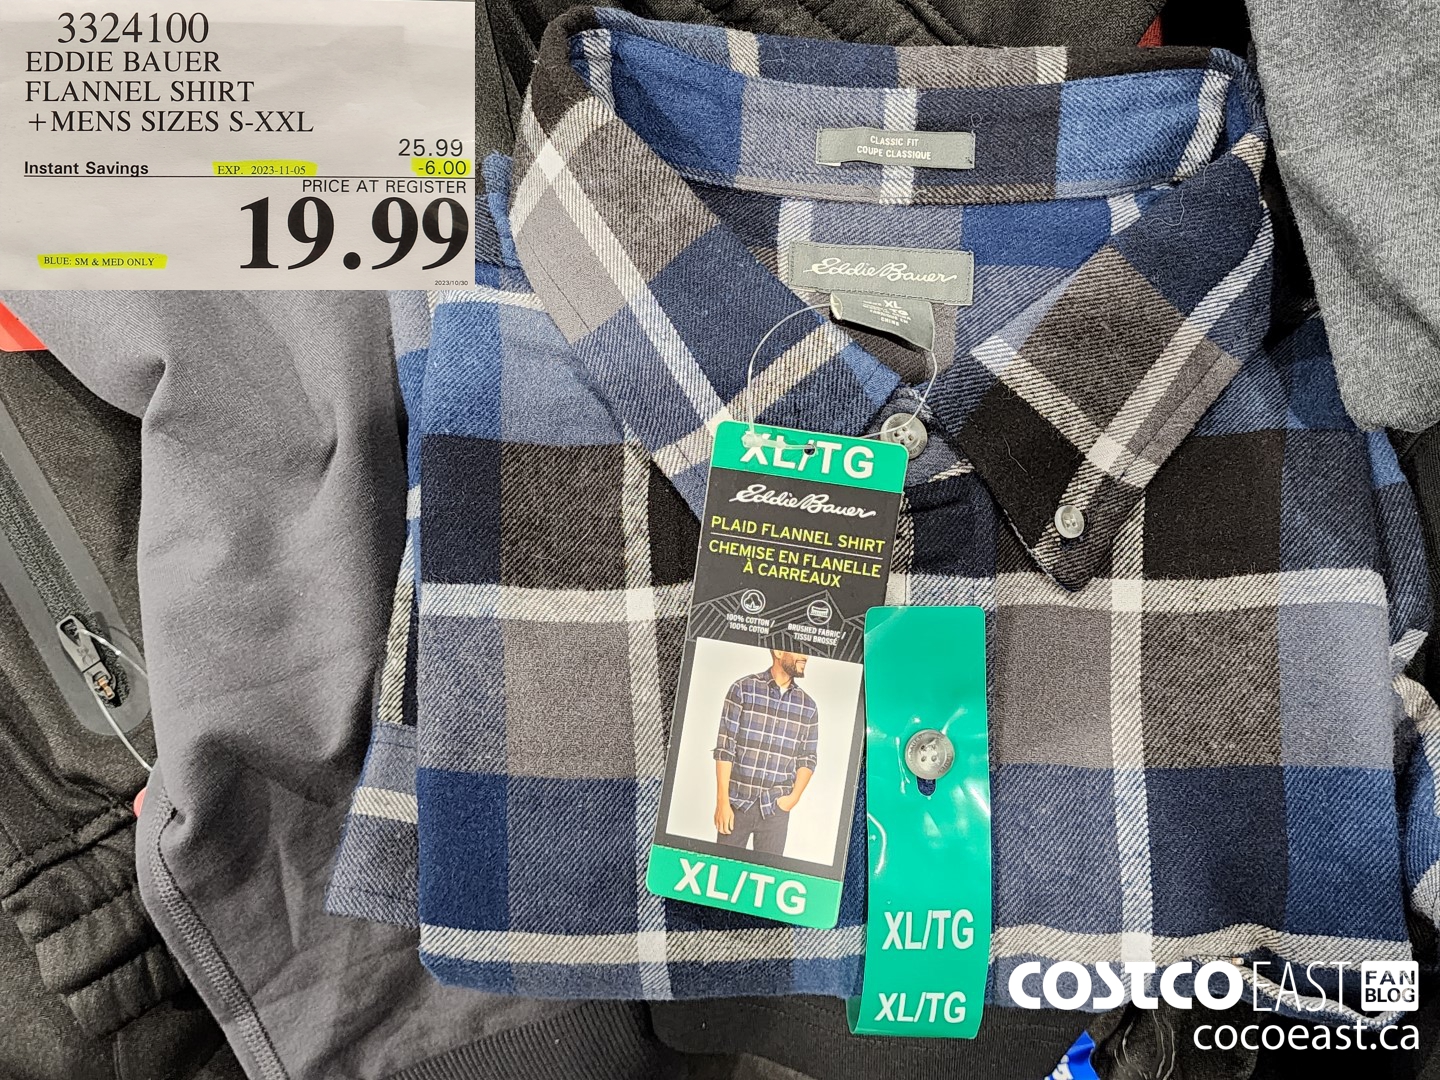 3324100
EDDIE BAUER
FLANNEL SHIRT
+MENS SIZES S-XXL
25.99
Instant Savings EXP. 2023-11-05 -6.00
PRICE AT REGISTER
19.99
BLUE: SM & MED ONLY
2023/10/30
CLASSIC FIT
COUPE CLASSIQUE
Eddie Bauer
XL
TG
XL/TG
Eddie Bauer
PLAID FLANNEL SHIRT
CHEMISE EN FLANELLE
À CARREAUX
100% COTTON /
100% COTON
BRUSHED FABRIC /
TISSU BROSSÉ
XL/TG
XL/TG
XL/TG
COSTCO EAST FAN BLOG
cocoeast.ca